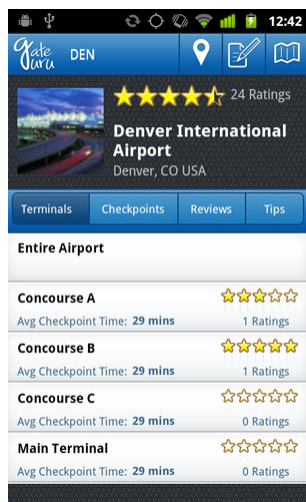 12:42
gate guru
DEN
24 Ratings
Denver International
Airport
Denver, CO USA
Terminals Checkpoints Reviews Tips
Entire Airport
Concourse A
Avg Checkpoint Time: 29 mins 1 Ratings
Concourse B
Avg Checkpoint Time: 29 mins 1 Ratings
Concourse C
Avg Checkpoint Time: 29 mins 0 Ratings
Main Terminal
Avg Checkpoint Time: 29 mins 0 Ratings